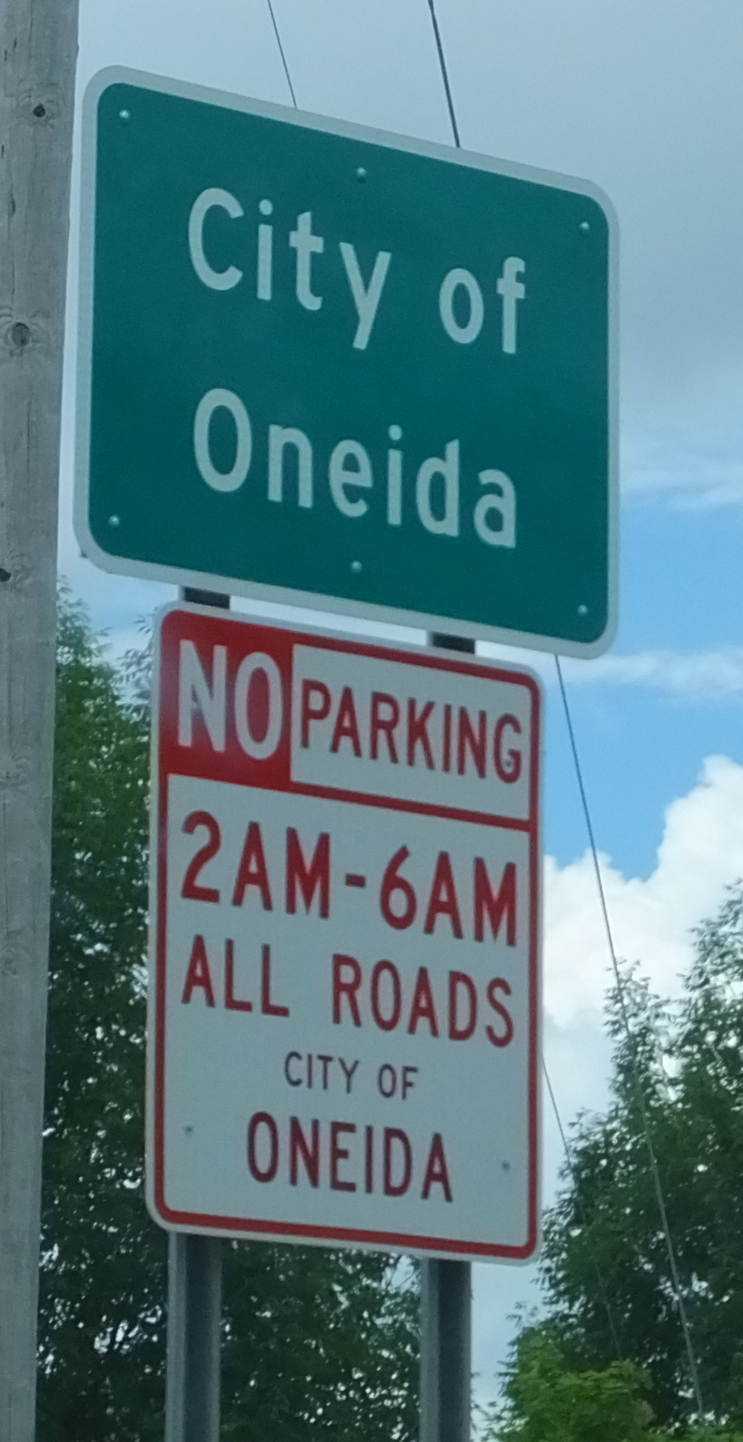 City of
Oneida
NO PARKING
2AM-6AM
ALL ROADS
CITY OF
ONEIDA